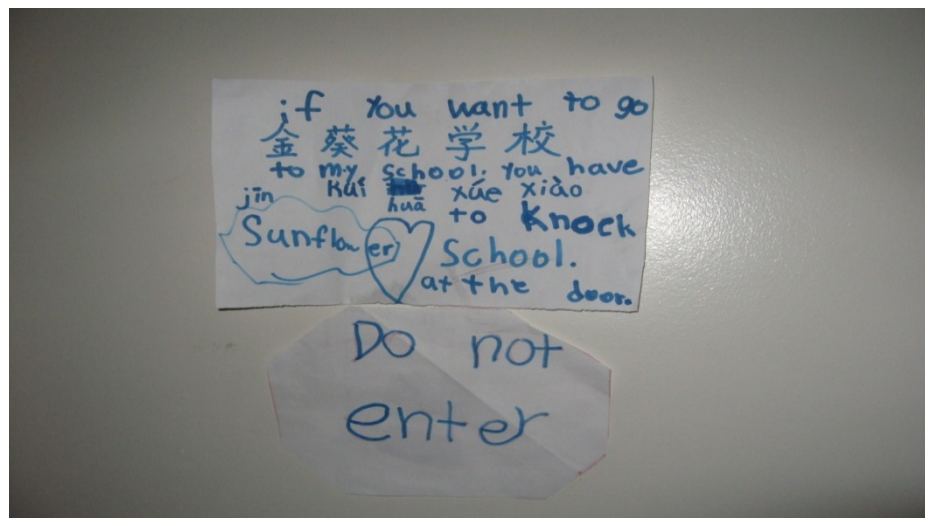 if You want to go
金葵花学校
to my school. You have
jīn kuí huā xúe xiào
to Knock
Sunflower School.
at the door.
Do not
enter